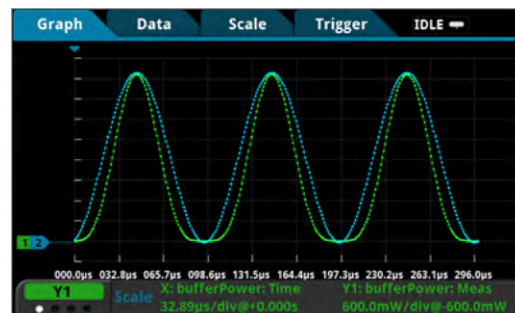 Graph Data Scale Trigger IDLE
1 2
000.0µs 032.8µs 065.7µs 098.6µs 131.5µs 164.4µs 197.3µs 230.2µs 263.1µs 296.0µs
Y1 Scale X: bufferPower: Time Y1: bufferPower: Meas
32.89µs/div@+0.000s 600.0mW/div@-600.0mW